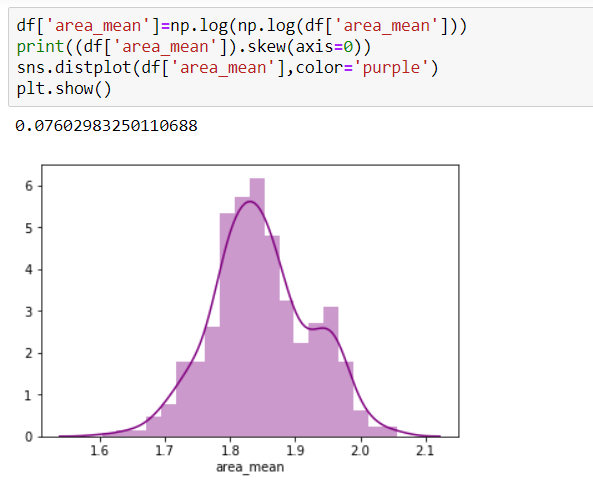 df['area_mean']=np.log(np.log(df['area_mean']))
print((df['area_mean']).skew(axis=0))
sns.distplot(df['area_mean'],color='purple')
plt.show()
0.07602983250110688
6
5
4
3
2
1
0
1.6 1.7 1.8 1.9 2.0 2.1
area_mean